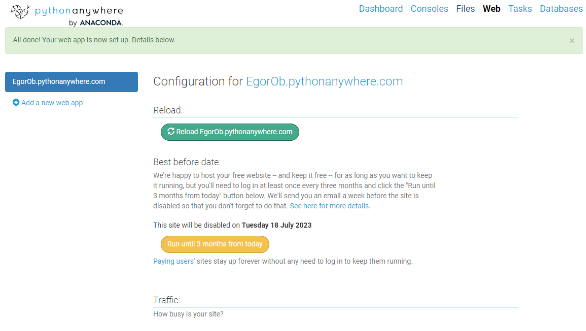 pythonanywhere
by ANACONDA.
Dashboard Consoles Files Web Tasks Databases
All done! Your web app is now set up. Details below.
×
EgorOb.pythonanywhere.com
Add a new web app
Configuration for EgorOb.pythonanywhere.com
Reload:
Reload EgorOb.pythonanywhere.com
Best before date:
We're happy to host your free website -- and keep it free -- for as long as you want to keep
it running, but you'll need to log in at least once every three months and click the "Run until
3 months from today" button below. We'll send you an email a week before the site is
disabled so that you don't forget to do that. See here for more details.
This site will be disabled on Tuesday 18 July 2023
Run until 3 months from today
Paying users' sites stay up forever without any need to log in to keep them running.
Traffic:
How busy is your site?